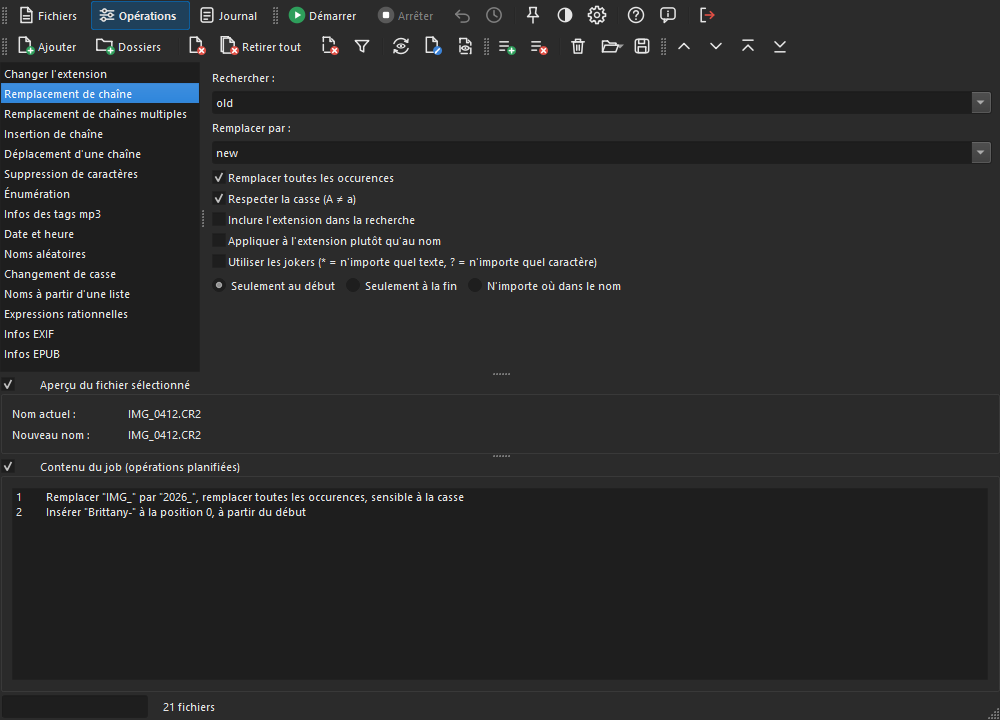 Fichiers Opérations Journal Démarrer Arrêter
Ajouter Dossiers Retirer tout
Changer l'extension
Remplacement de chaîne
Remplacement de chaînes multiples
Insertion de chaîne
Déplacement d'une chaîne
Suppression de caractères
Énumération
Infos des tags mp3
Date et heure
Noms aléatoires
Changement de casse
Noms à partir d'une liste
Expressions rationnelles
Infos EXIF
Infos EPUB
Rechercher :
old
Remplacer par :
new
Remplacer toutes les occurences
Respecter la casse (A ≠ a)
Inclure l'extension dans la recherche
Appliquer à l'extension plutôt qu'au nom
Utiliser les jokers (* = n'importe quel texte, ? = n'importe quel caractère)
Seulement au début Seulement à la fin N'importe où dans le nom
Aperçu du fichier sélectionné
Nom actuel : IMG_0412.CR2
Nouveau nom : IMG_0412.CR2
Contenu du job (opérations planifiées)
1 Remplacer "IMG_" par "2026_", remplacer toutes les occurences, sensible à la casse
2 Insérer "Brittany-" à la position 0, à partir du début
21 fichiers